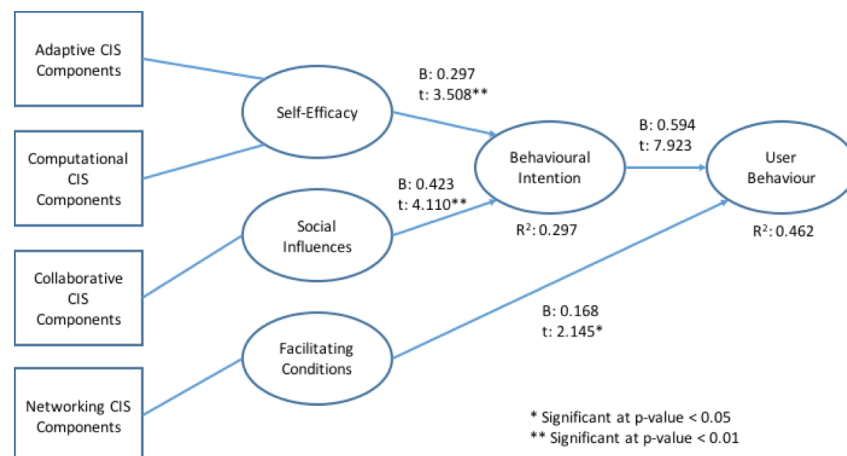 Adaptive CIS
Components
Computational
CIS
Components
Collaborative
CIS
Components
Networking CIS
Components
Self-Efficacy
Social
Influences
Facilitating
Conditions
B: 0.297
t: 3.508**
B: 0.423
t: 4.110**
Behavioural
Intention
R²: 0.297
B: 0.594
t: 7.923
User
Behaviour
R²: 0.462
B: 0.168
t: 2.145*
* Significant at p-value < 0.05
** Significant at p-value < 0.01